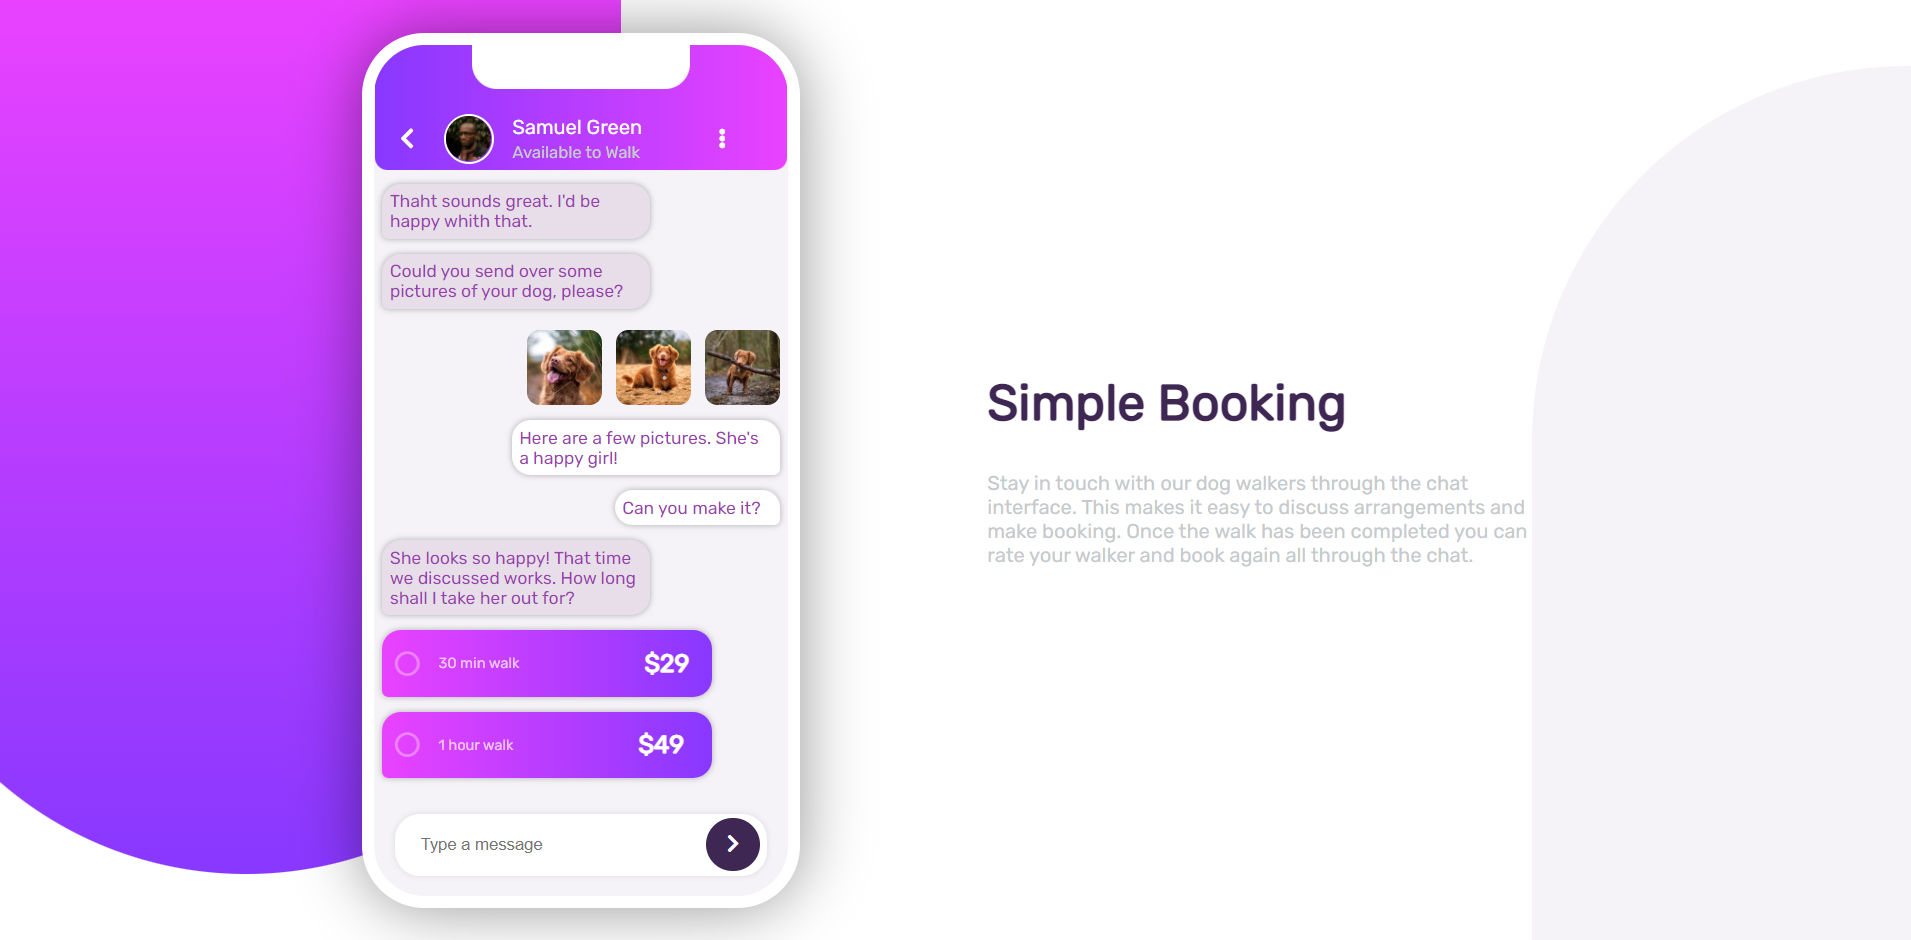 Samuel Green
Available to Walk
Thaht sounds great. I'd be
happy whith that.
Could you send over some
pictures of your dog, please?
Here are a few pictures. She's
a happy girl!
Can you make it?
She looks so happy! That time
we discussed works. How long
shall I take her out for?
30 min walk $29
1 hour walk $49
Type a message
Simple Booking
Stay in touch with our dog walkers through the chat
interface. This makes it easy to discuss arrangements and
make booking. Once the walk has been completed you can
rate your walker and book again all through the chat.